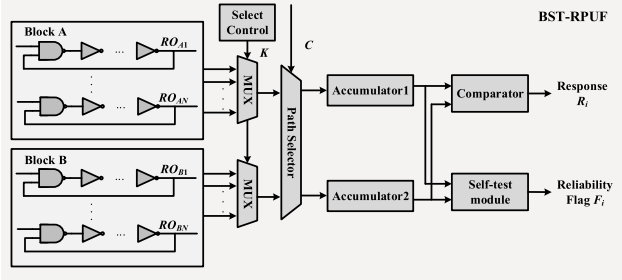 BST-RPUF
Select
Control
Block A
RO_A1
...
RO_AN
...
K
C
MUX
Path Selector
Accumulator1
Comparator
Response
R_i
Block B
RO_B1
...
RO_BN
...
MUX
Accumulator2
Self-test
module
Reliability
Flag F_i